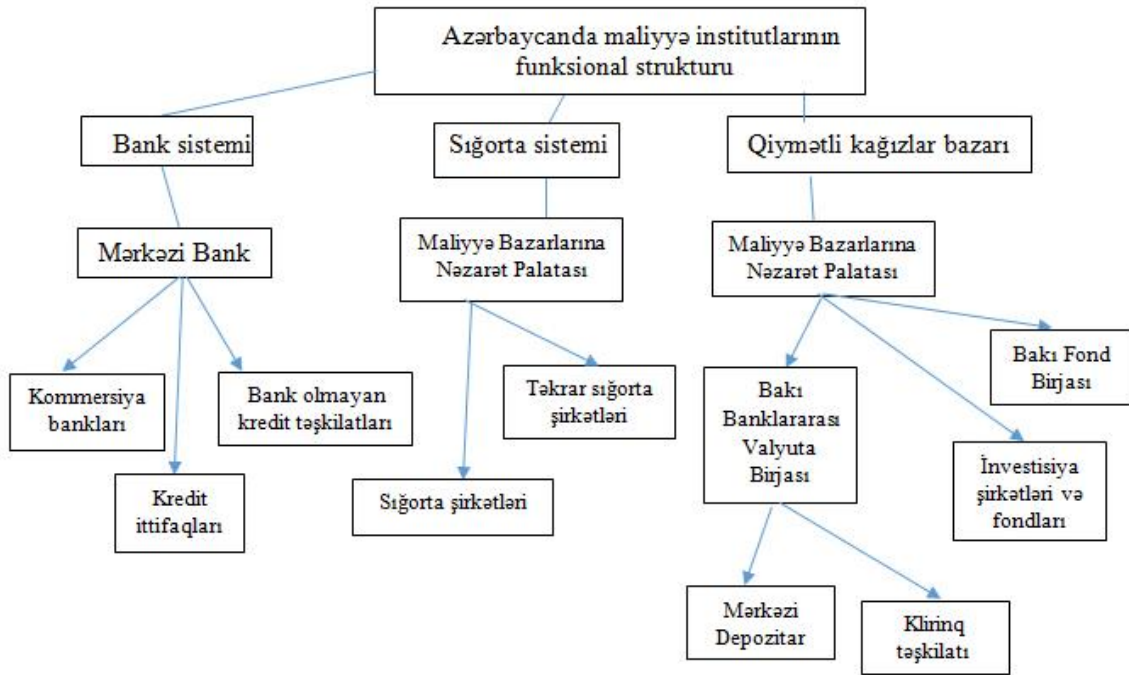 Azərbaycanda maliyyə institutlarının
funksional strukturu
Bank sistemi
Sığorta sistemi
Qiymətli kağızlar bazarı
Mərkəzi Bank
Maliyyə Bazarlarına
Nəzarət Palatası
Maliyyə Bazarlarına
Nəzarət Palatası
Kommersiya
bankları
Bank olmayan
kredit təşkilatları
Kredit
ittifaqları
Təkrar sığorta
şirkətləri
Sığorta şirkətləri
Bakı
Banklararası
Valyuta
Birjası
Bakı Fond
Birjası
İnvestisiya
şirkətləri və
fondları
Mərkəzi
Depozitar
Klirinq
təşkilatı